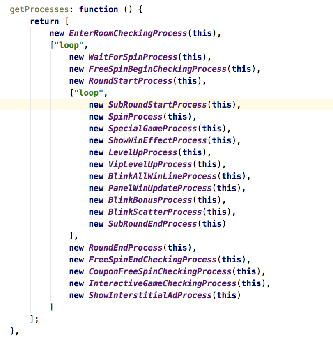 getProcesses: function () {
return [
new EnterRoomCheckingProcess(this),
["loop",
new WaitForSpinProcess(this),
new FreeSpinBeginCheckingProcess(this),
new RoundStartProcess(this),
["loop",
new SubRoundStartProcess(this),
new SpinProcess(this),
new SpecialGameProcess(this),
new ShowWinEffectProcess(this),
new LevelUpProcess(this),
new VipLevelUpProcess(this),
new BlinkAllWinLineProcess(this),
new PanelWinUpdateProcess(this),
new BlinkBonusProcess(this),
new BlinkScatterProcess(this),
new SubRoundEndProcess(this)
],
new RoundEndProcess(this),
new FreeSpinEndCheckingProcess(this),
new CouponFreeSpinCheckingProcess(this),
new InteractiveGameCheckingProcess(this),
new ShowInterstitialAdProcess(this)
]
];
},